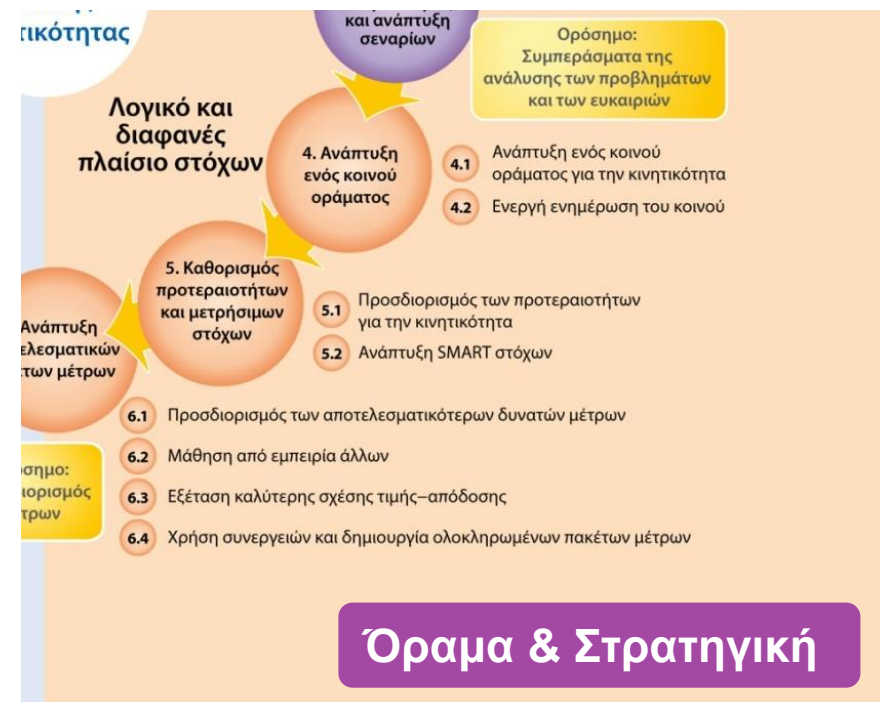 τικότητας
και ανάπτυξη
σεναρίων
Ορόσημο:
Συμπεράσματα της
ανάλυσης των προβλημάτων
και των ευκαιριών
Λογικό και
διαφανές
πλαίσιο στόχων
4. Ανάπτυξη
ενός κοινού
οράματος
4.1 Ανάπτυξη ενός κοινού
οράματος για την κινητικότητα
4.2 Ενεργή ενημέρωση του κοινού
5. Καθορισμός
προτεραιοτήτων
και μετρήσιμων
στόχων
5.1 Προσδιορισμός των προτεραιοτήτων
για την κινητικότητα
5.2 Ανάπτυξη SMART στόχων
Ανάπτυξη
ελεσματικών
των μέτρων
6.1 Προσδιορισμός των αποτελεσματικότερων δυνατών μέτρων
6.2 Μάθηση από εμπειρία άλλων
6.3 Εξέταση καλύτερης σχέσης τιμής–απόδοσης
6.4 Χρήση συνεργειών και δημιουργία ολοκληρωμένων πακέτων μέτρων
όσημο:
ιορισμός
τρων
Όραμα & Στρατηγική